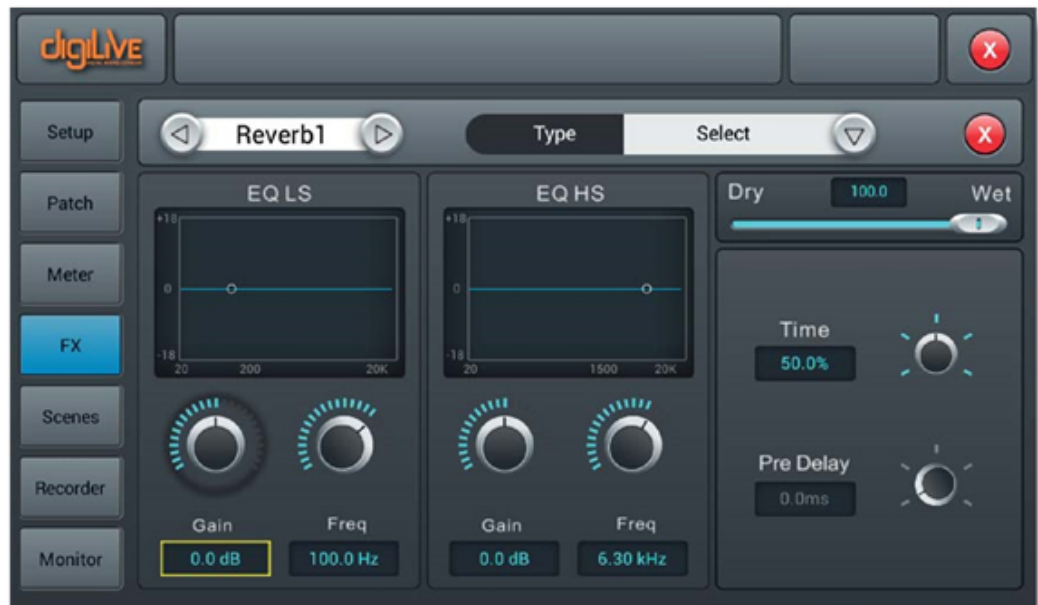 digiLivE
X
Setup
Reverb1
Type
Select
X
Patch
EQ LS
EQ HS
Dry
100.0
Wet
+18
+18
Meter
0
0
FX
Time
50.0%
-18
-18
20
200
20K
20
1500
20K
Scenes
Recorder
Pre Delay
0.0ms
Gain
Freq
Gain
Freq
Monitor
0.0 dB
100.0 Hz
0.0 dB
6.30 kHz